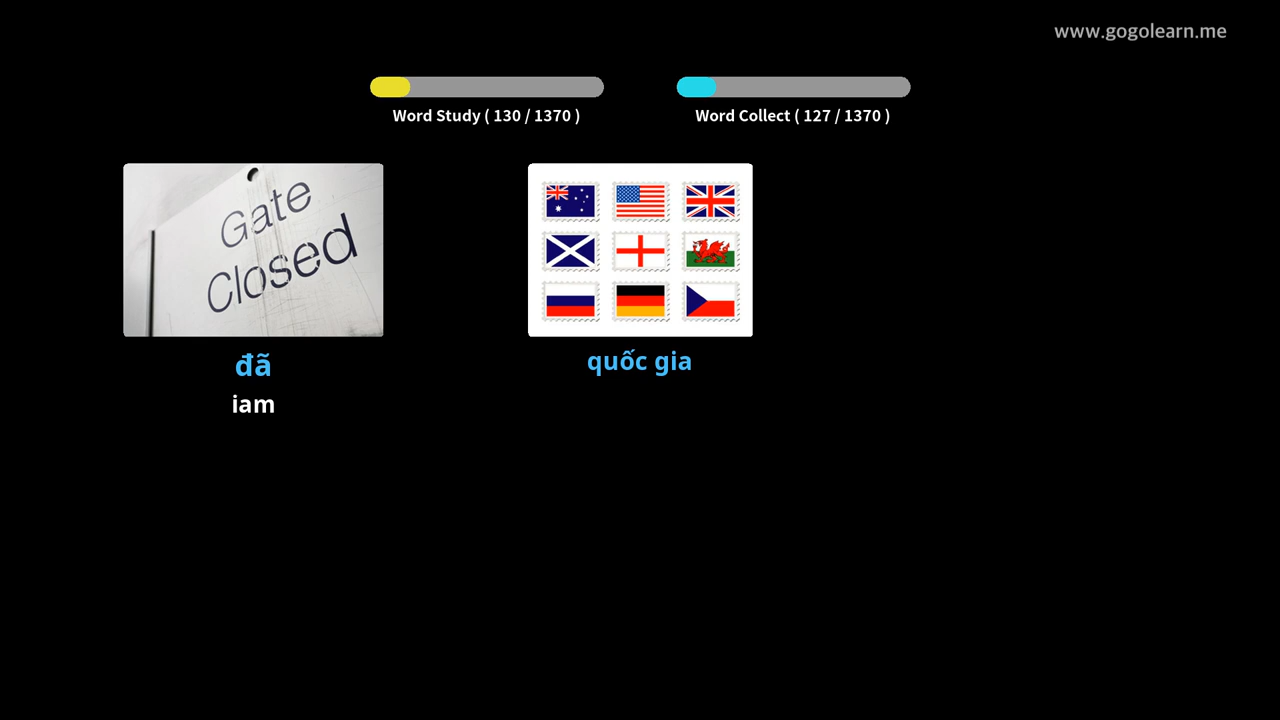 www.gogolearn.me
Word Study ( 130 / 1370 )
Word Collect ( 127 / 1370 )
Gate
Closed
đã
iam
quốc gia